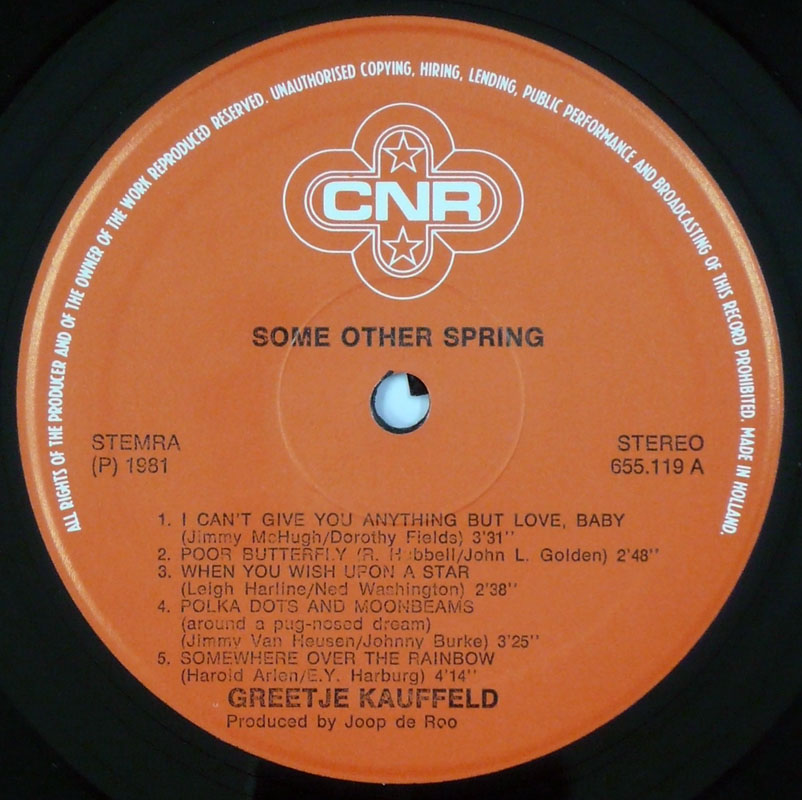 ALL RIGHTS OF THE PRODUCER AND OF THE OWNER OF THE WORK REPRODUCED RESERVED. UNAUTHORISED COPYING, HIRING, LENDING, PUBLIC PERFORMANCE AND BROADCASTING OF THIS RECORD PROHIBITED. MADE IN HOLLAND.
CNR
SOME OTHER SPRING
STEMRA
(P) 1981
STEREO
655.119 A
1. I CAN'T GIVE YOU ANYTHING BUT LOVE, BABY
(Jimmy McHugh/Dorothy Fields) 3'31''
2. POOR BUTTERFLY (R. Hubbell/John L. Golden) 2'48''
3. WHEN YOU WISH UPON A STAR
(Leigh Harline/Ned Washington) 2'38''
4. POLKA DOTS AND MOONBEAMS
(around a pug-nosed dream)
(Jimmy Van Heusen/Johnny Burke) 3'25''
5. SOMEWHERE OVER THE RAINBOW
(Harold Arlen/E.Y. Harburg) 4'14''
GREETJE KAUFFELD
Produced by Joop de Roo